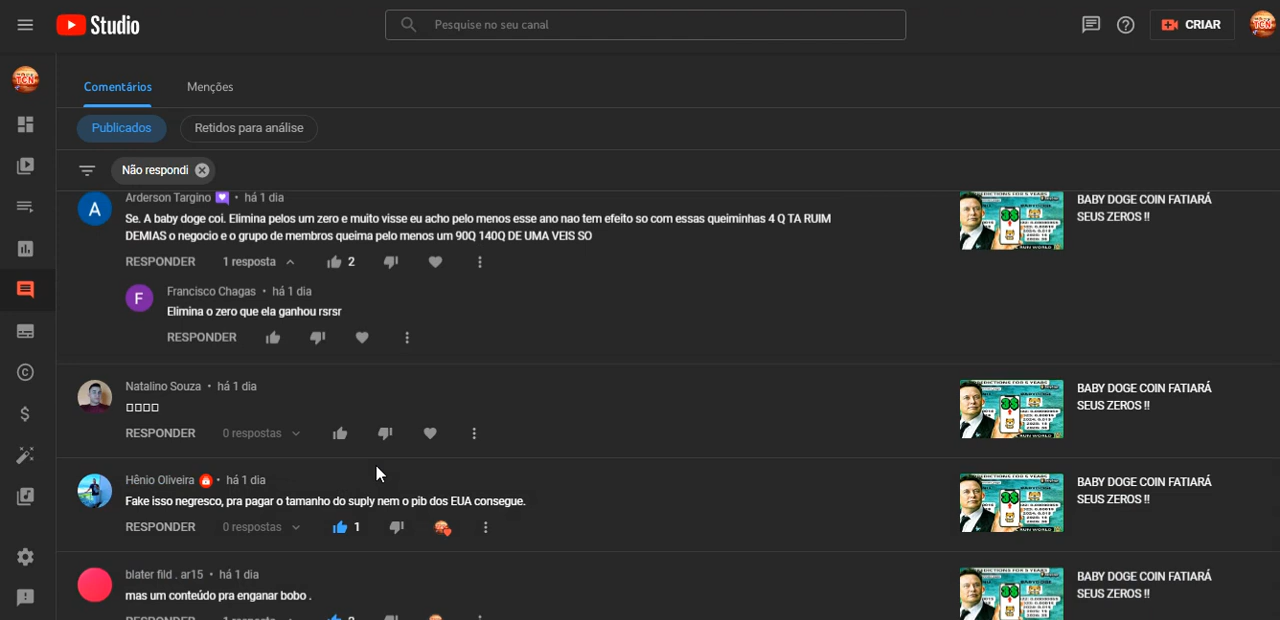 Studio
Pesquise no seu canal
CRIAR
TCN
TCN
Comentários
Menções
Publicados
Retidos para análise
Não respondi
A
Arderson Targino • há 1 dia
Se. A baby doge coi. Elimina pelos um zero e muito visse eu acho pelo menos esse ano nao tem efeito so com essas queiminhas 4 Q TA RUIM
DEMIAS o negocio e o grupo de membros queima pelo menos um 90Q 140Q DE UMA VEIS SO
RESPONDER 1 resposta 2
BABY DOGE COIN FATIARÁ
SEUS ZEROS !!
F
Francisco Chagas • há 1 dia
Elimina o zero que ela ganhou rsrsr
RESPONDER
Natalino Souza • há 1 dia
□□□□
RESPONDER 0 respostas
BABY DOGE COIN FATIARÁ
SEUS ZEROS !!
Hênio Oliveira • há 1 dia
Fake isso negresco, pra pagar o tamanho do suply nem o pib dos EUA consegue.
RESPONDER 0 respostas 1
BABY DOGE COIN FATIARÁ
SEUS ZEROS !!
blater fild . ar15 • há 1 dia
mas um conteúdo pra enganar bobo .
RESPONDER 1 resposta
BABY DOGE COIN FATIARÁ
SEUS ZEROS !!